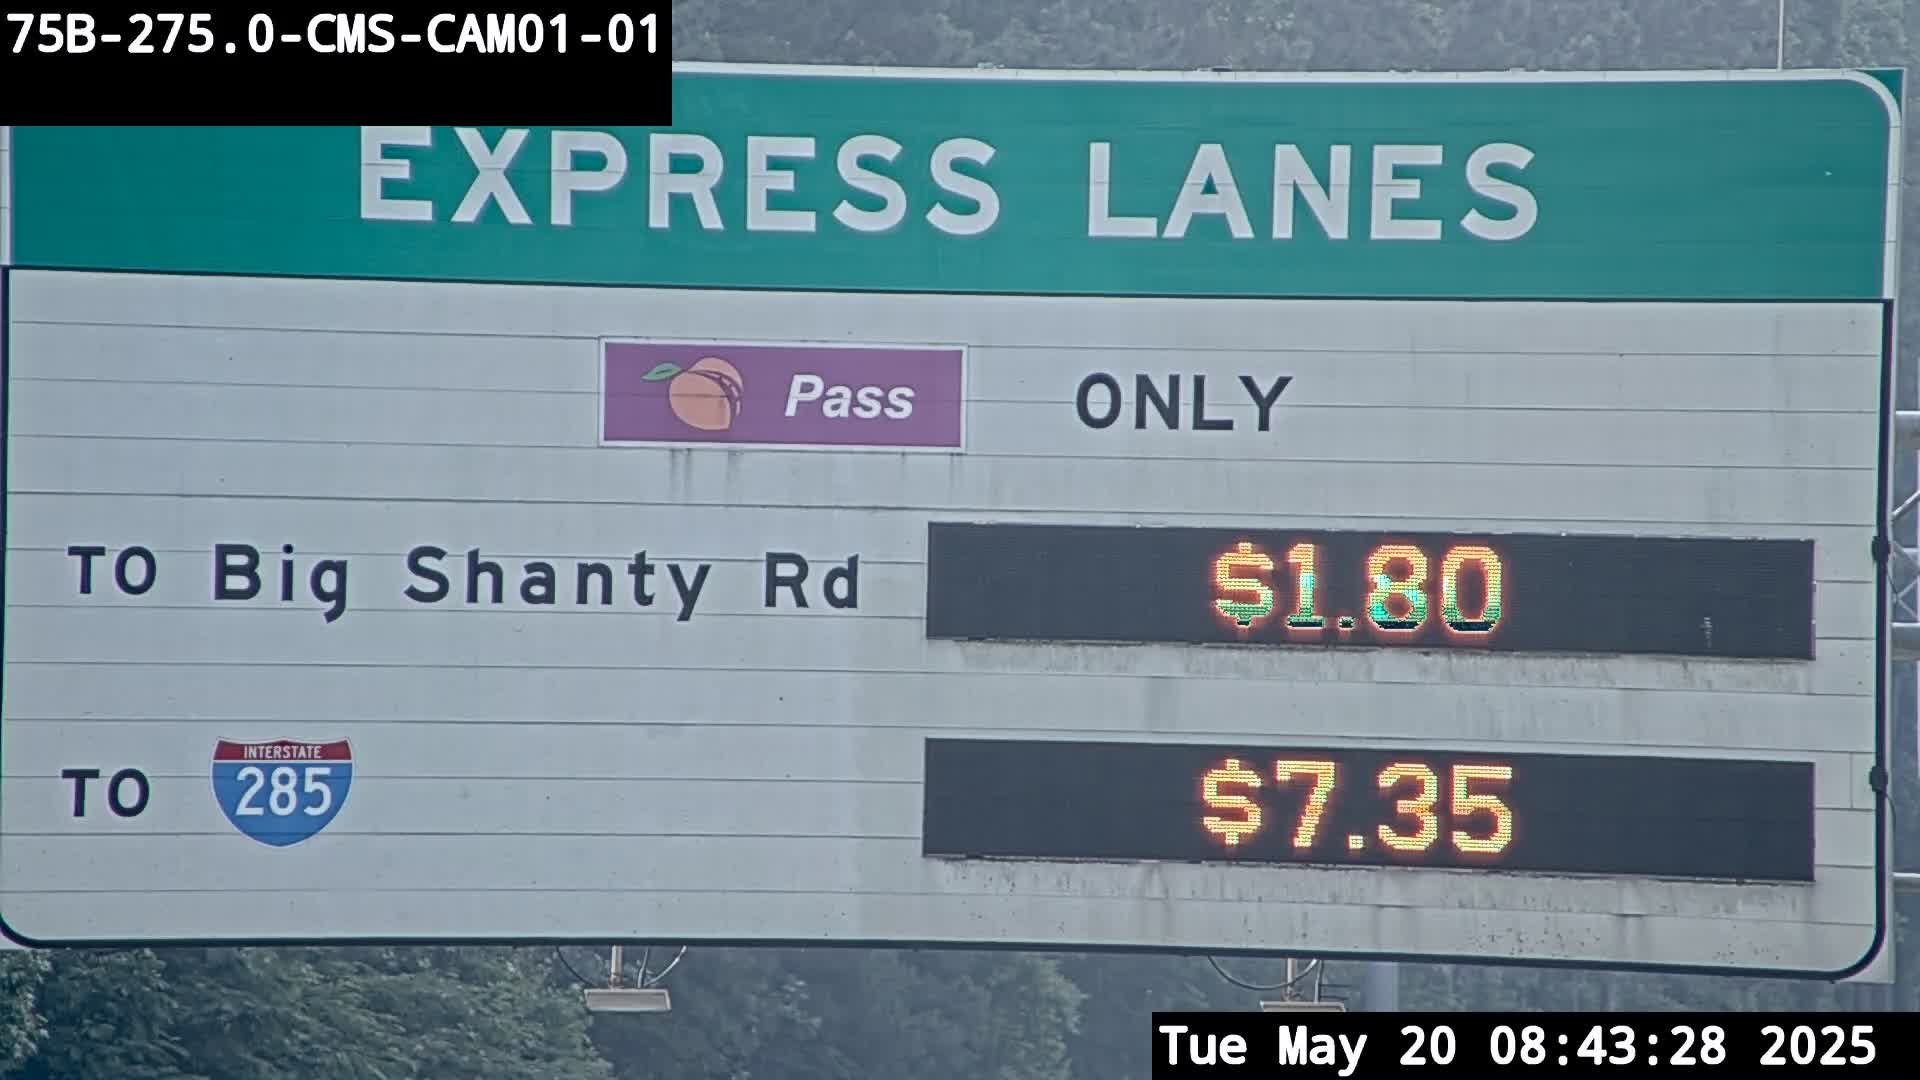 75B-275.0-CMS-CAM01-01
EXPRESS LANES
Pass ONLY
TO Big Shanty Rd $1.80
INTERSTATE
TO 285 $7.35
Tue May 20 08:43:28 2025